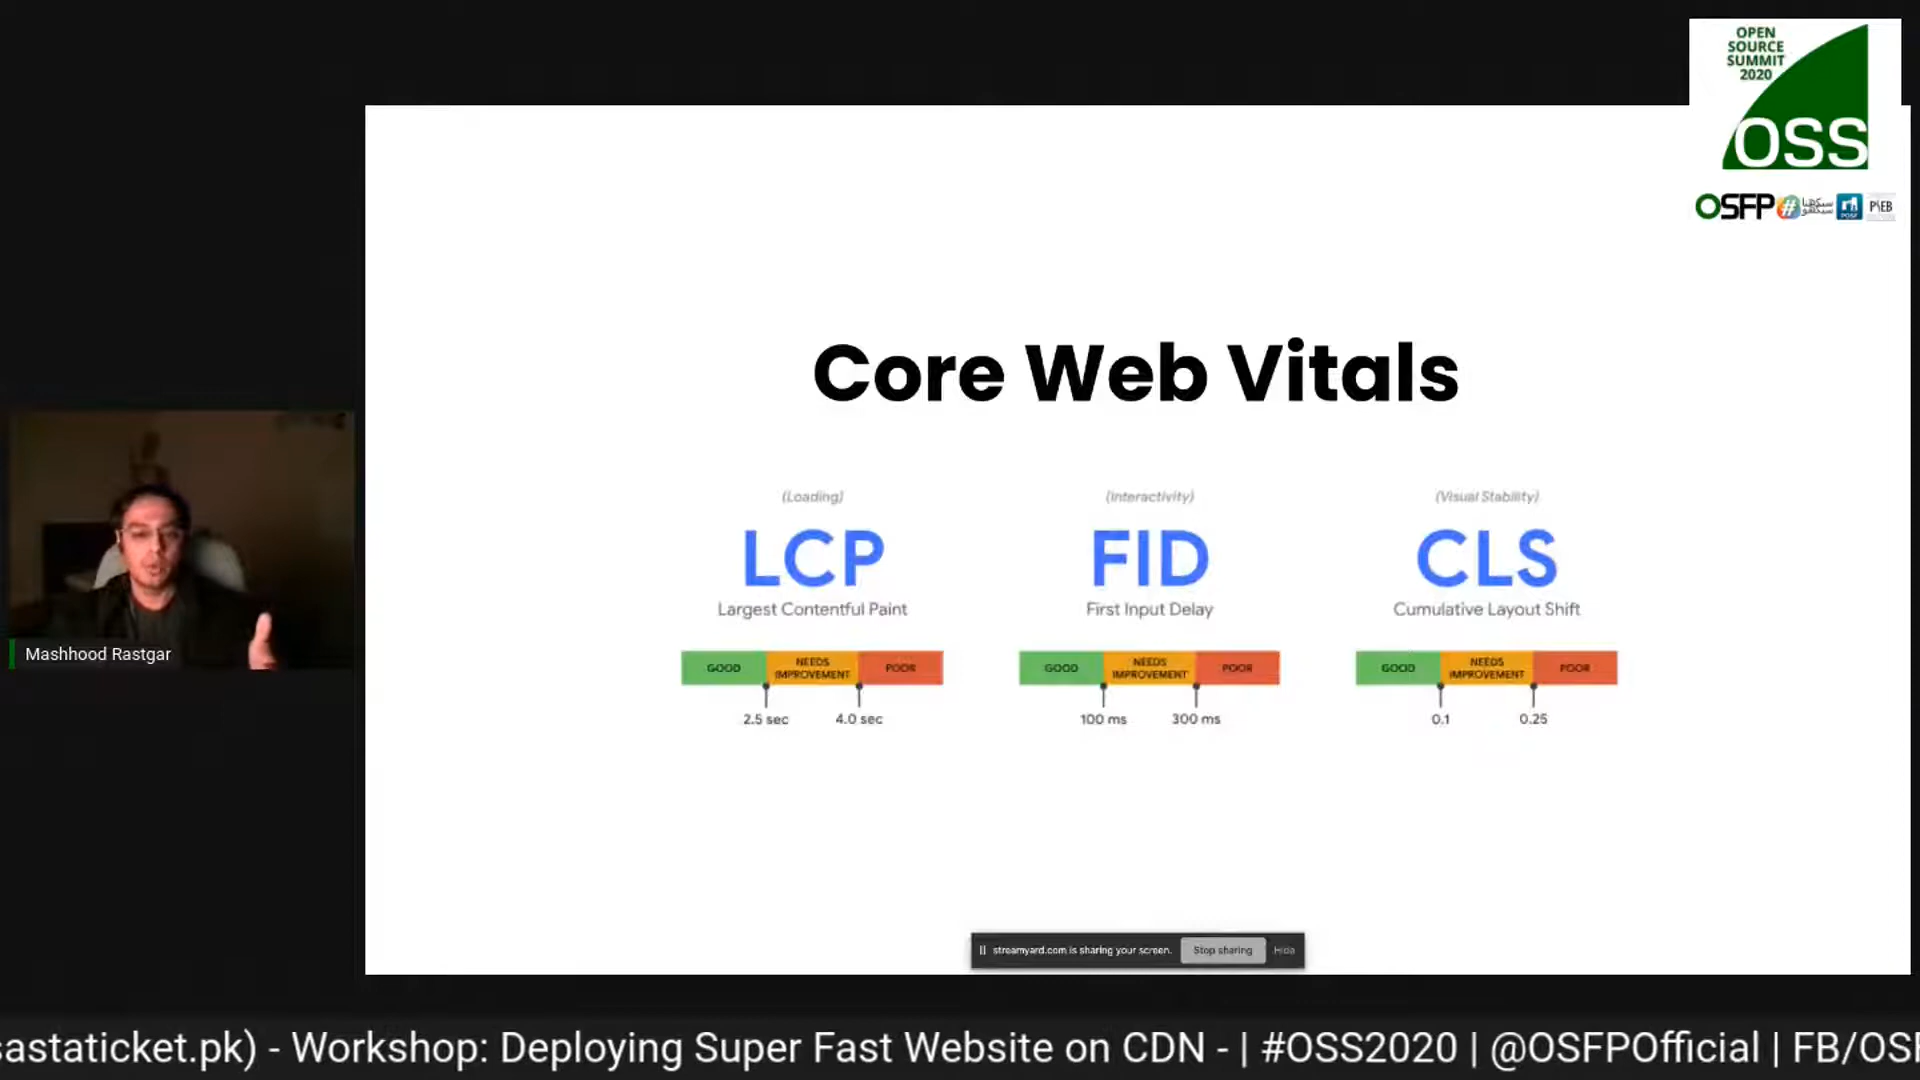 OPEN
SOURCE
SUMMIT
2020
OSS
OSFP
#
POSF
P@SEB
Core Web Vitals
(Loading)
LCP
Largest Contentful Paint
GOOD
NEEDS
IMPROVEMENT
POOR
2.5 sec
4.0 sec
(Interactivity)
FID
First Input Delay
GOOD
NEEDS
IMPROVEMENT
POOR
100 ms
300 ms
(Visual Stability)
CLS
Cumulative Layout Shift
GOOD
NEEDS
IMPROVEMENT
POOR
0.1
0.25
Mashhood Rastgar
streamyard.com is sharing your screen.
Stop sharing
Hide
sastaticket.pk) - Workshop: Deploying Super Fast Website on CDN - | #OSS2020 | @OSFPOfficial | FB/OSF